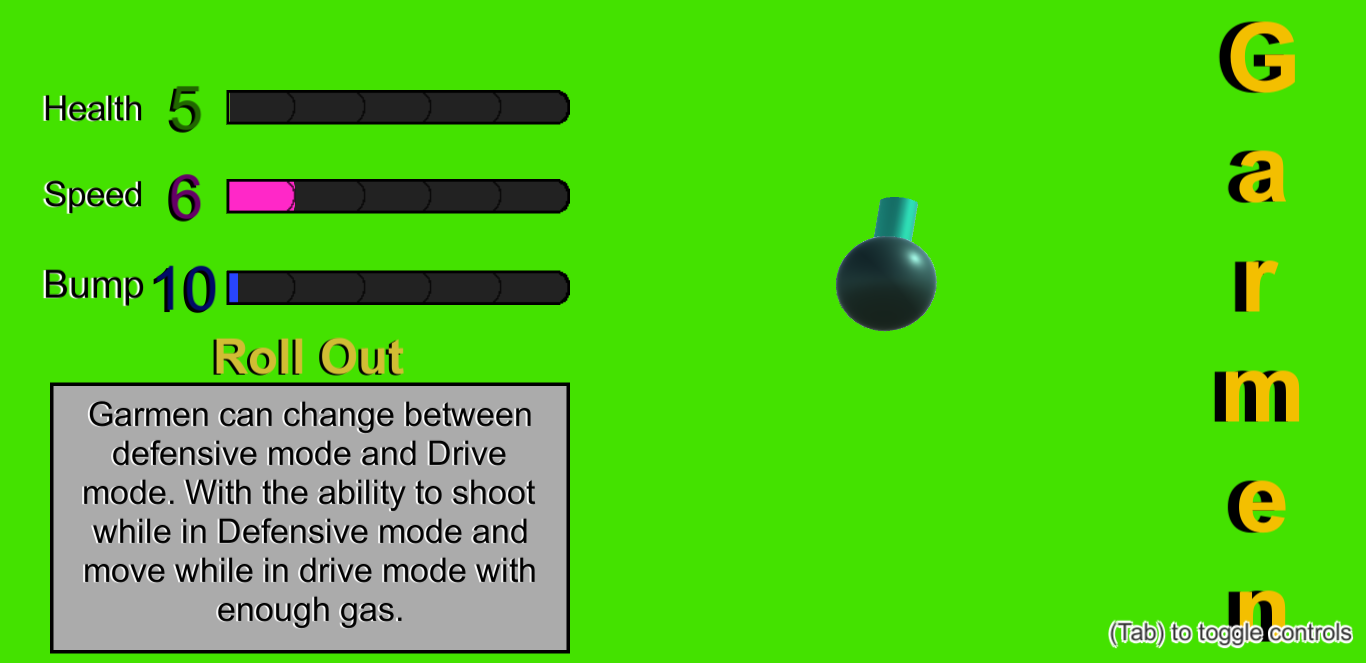 Health 5
Speed 6
Bump 10
Roll Out
Garmen can change between
defensive mode and Drive
mode. With the ability to shoot
while in Defensive mode and
move while in drive mode with
enough gas.
G
a
r
m
e
n
(Tab) to toggle controls